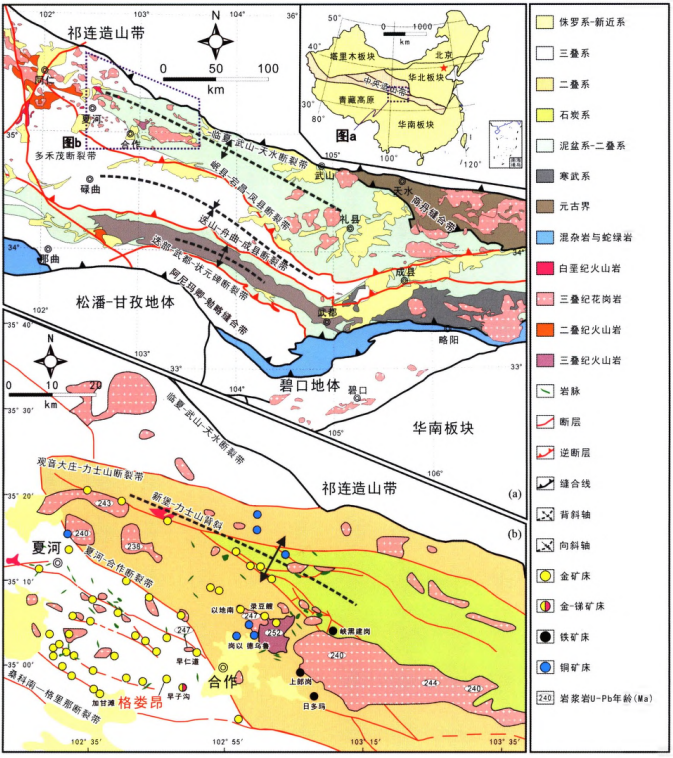 102°
103°
104°
36°
105°
祁连造山带
N
0 50 100
km
阿仁
夏河
合作
图b
多禾茂断裂带
35°
碌曲
临夏-武山-天水断裂带
岷县-宕昌-凤县断裂带
迭山-舟曲-成县断裂带
迭部-武都-状元碑断裂带
阿尼玛卿-勉略缝合带
商丹缝合带
武山
天水
礼县
成县
武都
略阳
34°
34°
松潘-甘孜地体
碧口地体
碧口
华南板块
102°
103°
33°
104°
105°
106°
33°
(a)
N
0 1000
km
50°
40°
30°
80°
100°
120°
塔里木板块
北京
华北板块
青藏高原
华南板块
图a
35° 40'
N
0 10 20
km
35° 30'
35° 20'
35° 10'
35° 00'
临夏-武山-天水断裂带
祁连造山带
(b)
观音大庄-力士山断裂带
新堡-力士山背斜
夏河-合作断裂带
桑科南-格里那断裂带
夏河
合作
243
240
238
247
247
252
240
244
240
以地南
录豆艘
岗以
德乌鲁
峡黑建岗
上郎岗
日多玛
早仁道
早子沟
加甘滩
格娄昂
102° 35'
102° 55'
103° 15'
103° 35'
侏罗系-新近系
三叠系
二叠系
石炭系
泥盆系-二叠系
寒武系
元古界
混杂岩与蛇绿岩
白垩纪火山岩
三叠纪花岗岩
二叠纪火山岩
三叠纪火山岩
岩脉
断层
逆断层
缝合线
背斜轴
向斜轴
金矿床
金-锑矿床
铁矿床
铜矿床
240 岩浆岩U-Pb年龄(Ma)